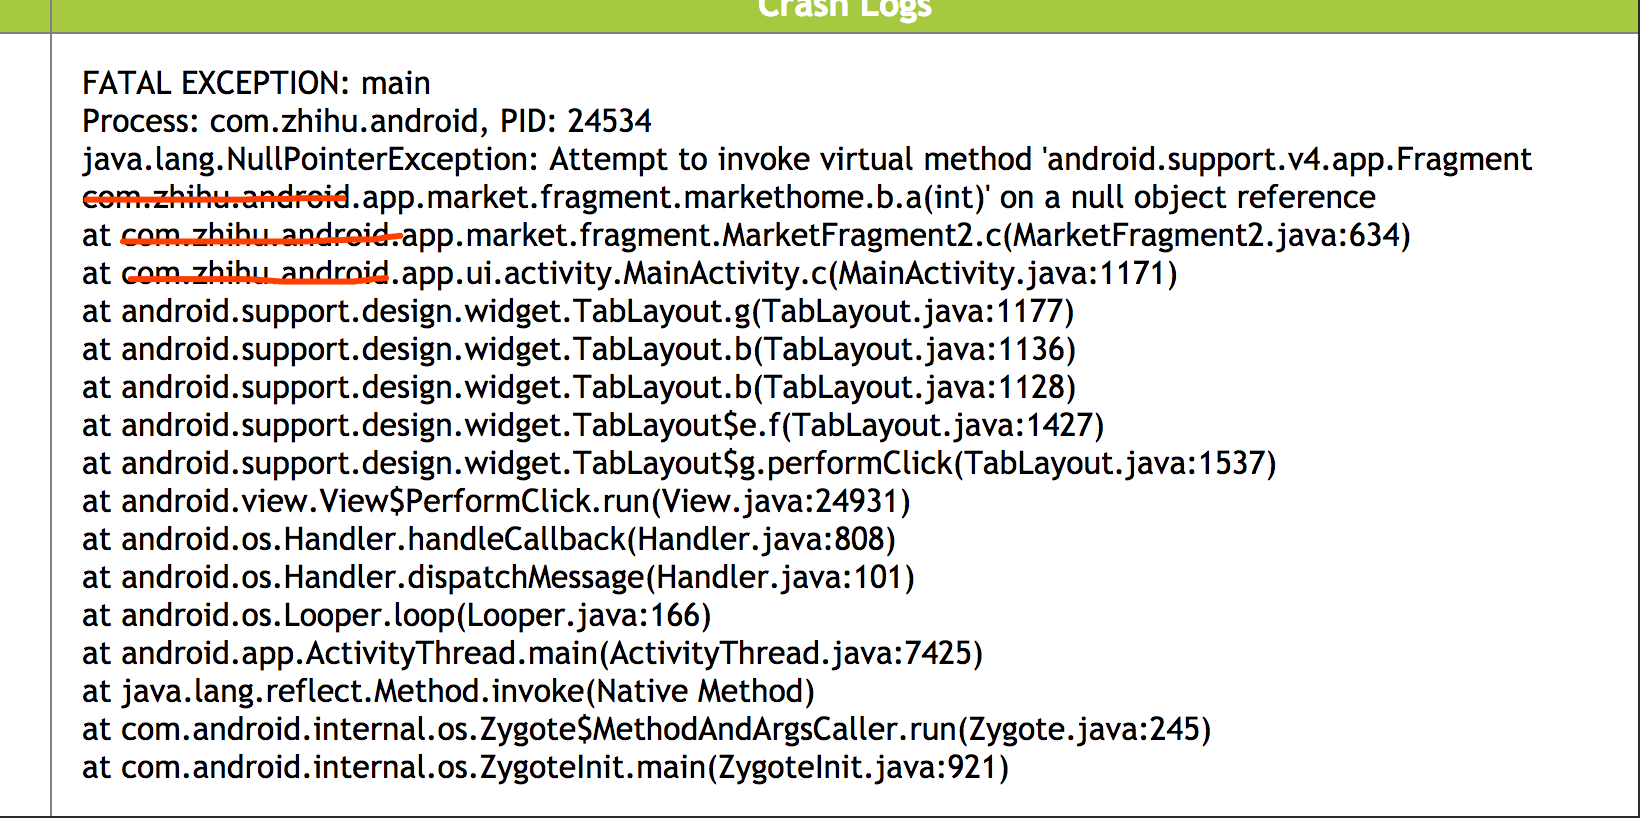 Crash Logs
FATAL EXCEPTION: main
Process: com.zhihu.android, PID: 24534
java.lang.NullPointerException: Attempt to invoke virtual method 'android.support.v4.app.Fragment
com.zhihu.android.app.market.fragment.markethome.b.a(int)' on a null object reference
at com.zhihu.android.app.market.fragment.MarketFragment2.c(MarketFragment2.java:634)
at com.zhihu.android.app.ui.activity.MainActivity.c(MainActivity.java:1171)
at android.support.design.widget.TabLayout.g(TabLayout.java:1177)
at android.support.design.widget.TabLayout.b(TabLayout.java:1136)
at android.support.design.widget.TabLayout.b(TabLayout.java:1128)
at android.support.design.widget.TabLayout$e.f(TabLayout.java:1427)
at android.support.design.widget.TabLayout$g.performClick(TabLayout.java:1537)
at android.view.View$PerformClick.run(View.java:24931)
at android.os.Handler.handleCallback(Handler.java:808)
at android.os.Handler.dispatchMessage(Handler.java:101)
at android.os.Looper.loop(Looper.java:166)
at android.app.ActivityThread.main(ActivityThread.java:7425)
at java.lang.reflect.Method.invoke(Native Method)
at com.android.internal.os.Zygote$MethodAndArgsCaller.run(Zygote.java:245)
at com.android.internal.os.ZygoteInit.main(ZygoteInit.java:921)